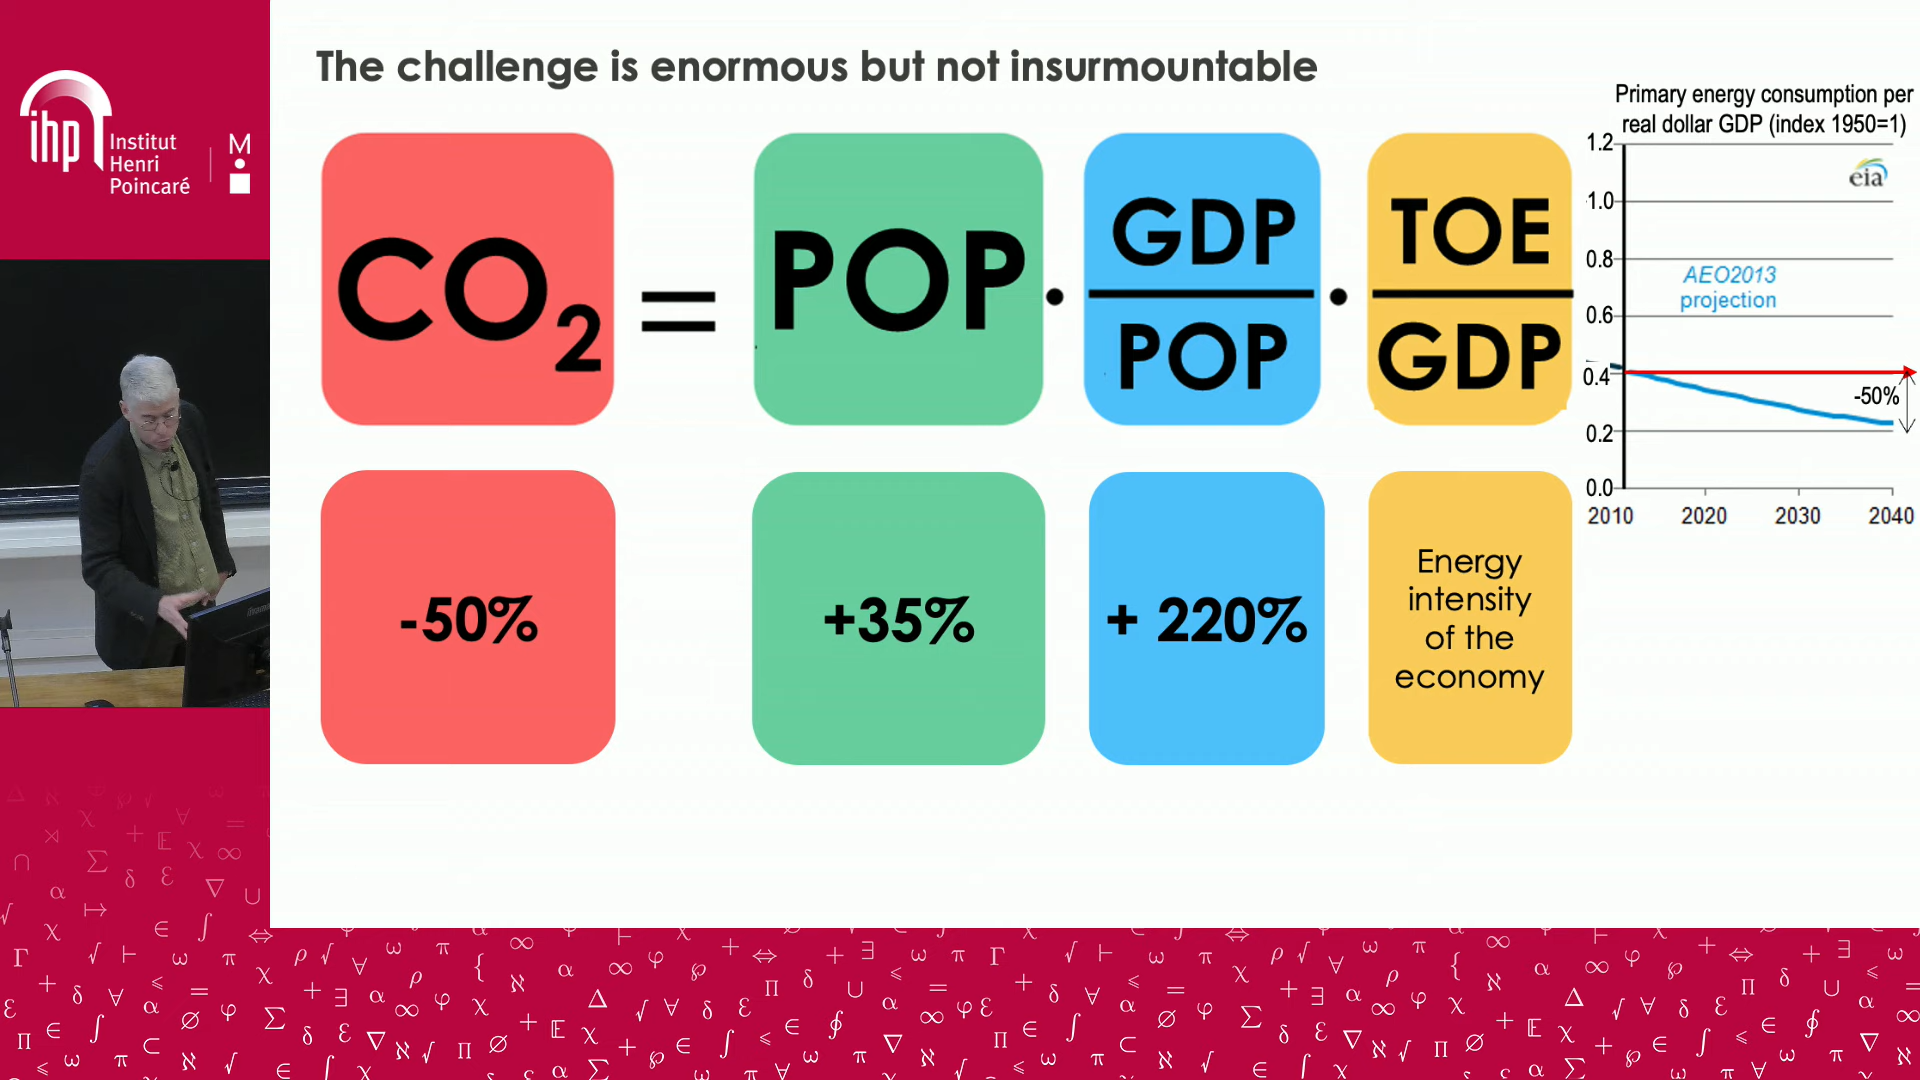 ihp
Institut
Henri
Poincaré
M
The challenge is enormous but not insurmountable
CO2
=
POP
·
GDP
POP
·
TOE
GDP
-50%
+35%
+ 220%
Energy
intensity
of the
economy
Primary energy consumption per
real dollar GDP (index 1950=1)
1.2
1.0
0.8
0.6
0.4
0.2
0.0
eia
AEO2013
projection
-50%
2010 2020 2030 2040